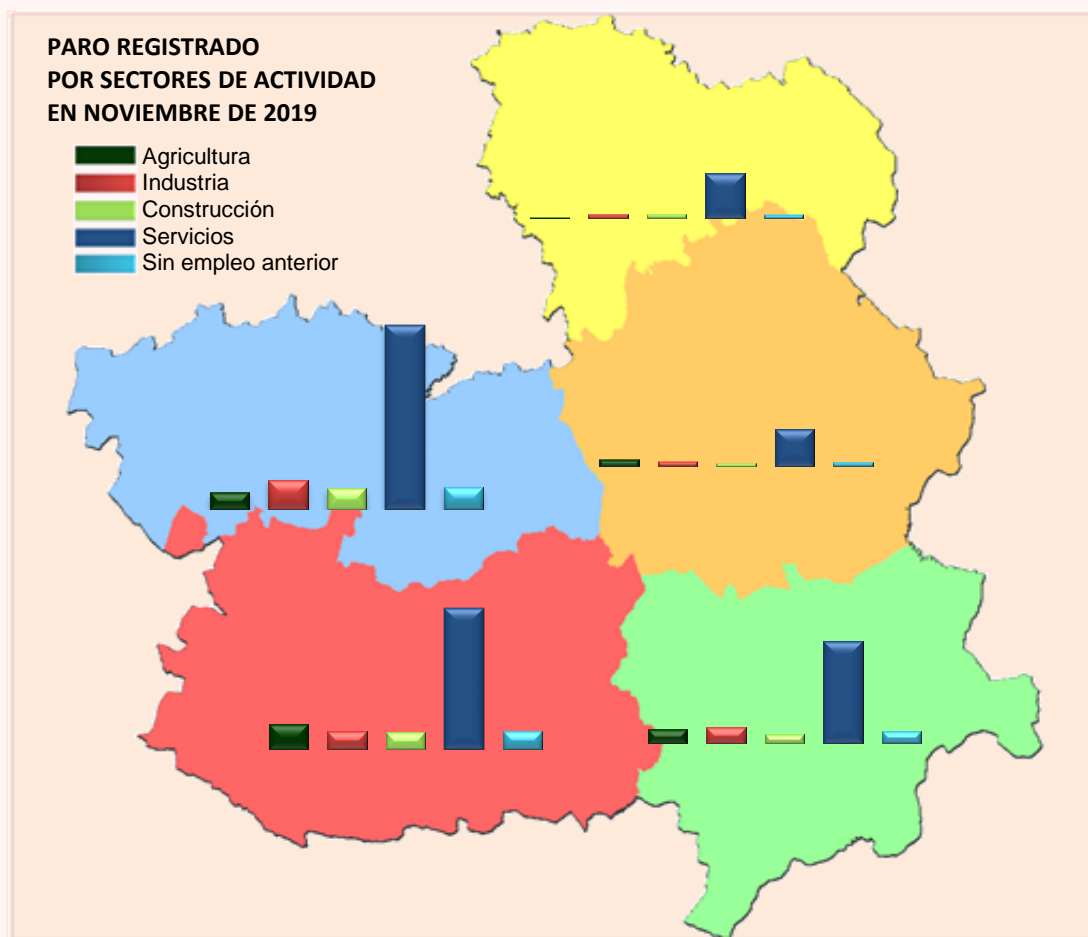 PARO REGISTRADO
POR SECTORES DE ACTIVIDAD
EN NOVIEMBRE DE 2019
Agricultura
Industria
Construcción
Servicios
Sin empleo anterior